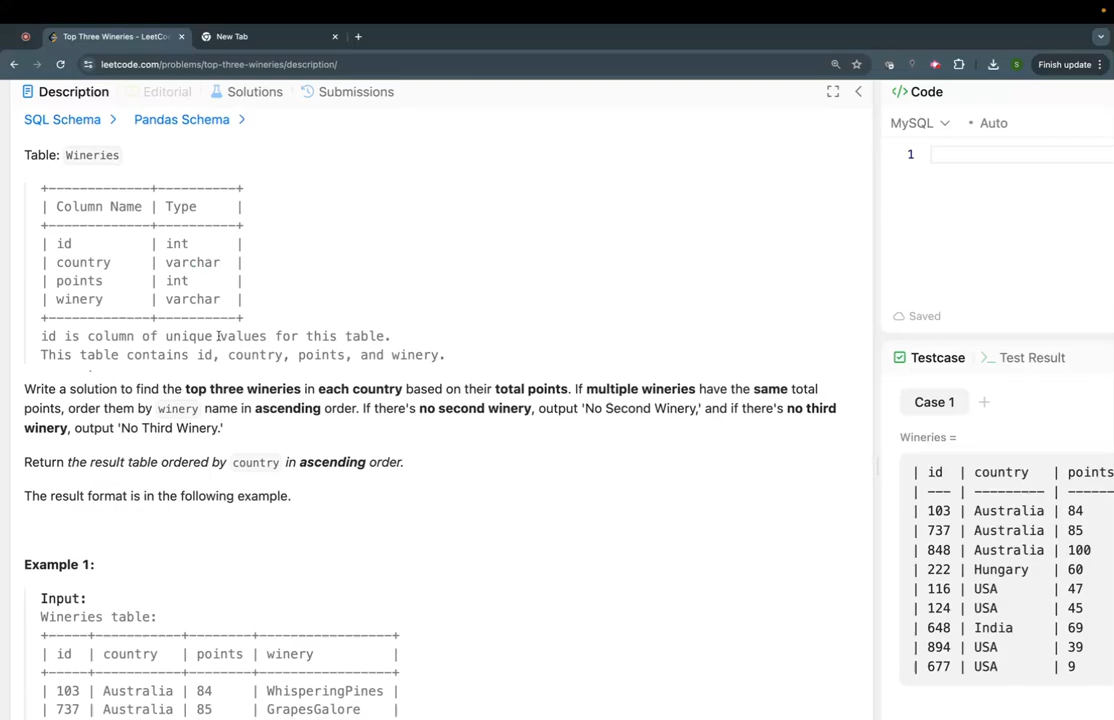 Top Three Wineries - LeetCo
New Tab
leetcode.com/problems/top-three-wineries/description/
S
Finish update
Description
Editorial
Solutions
Submissions
SQL Schema >
Pandas Schema >
Table: Wineries
+-------------+----------+
| Column Name | Type     |
+-------------+----------+
| id          | int      |
| country     | varchar  |
| points      | int      |
| winery      | varchar  |
+-------------+----------+
id is column of unique values for this table.
This table contains id, country, points, and winery.
Write a solution to find the top three wineries in each country based on their total points. If multiple wineries have the same total
points, order them by winery name in ascending order. If there's no second winery, output 'No Second Winery,' and if there's no third
winery, output 'No Third Winery.'
Return the result table ordered by country in ascending order.
The result format is in the following example.
Example 1:
Input:
Wineries table:
+-----+-----------+--------+-----------------+
| id  | country   | points | winery          |
+-----+-----------+--------+-----------------+
| 103 | Australia | 84     | WhisperingPines |
| 737 | Australia | 85     | GrapesGalore    |
</> Code
MySQL
• Auto
1
Saved
Testcase
>_ Test Result
Case 1
+
Wineries =
| id | country | points
| --- | --------- | ------
| 103 | Australia | 84
| 737 | Australia | 85
| 848 | Australia | 100
| 222 | Hungary | 60
| 116 | USA | 47
| 124 | USA | 45
| 648 | India | 69
| 894 | USA | 39
| 677 | USA | 9